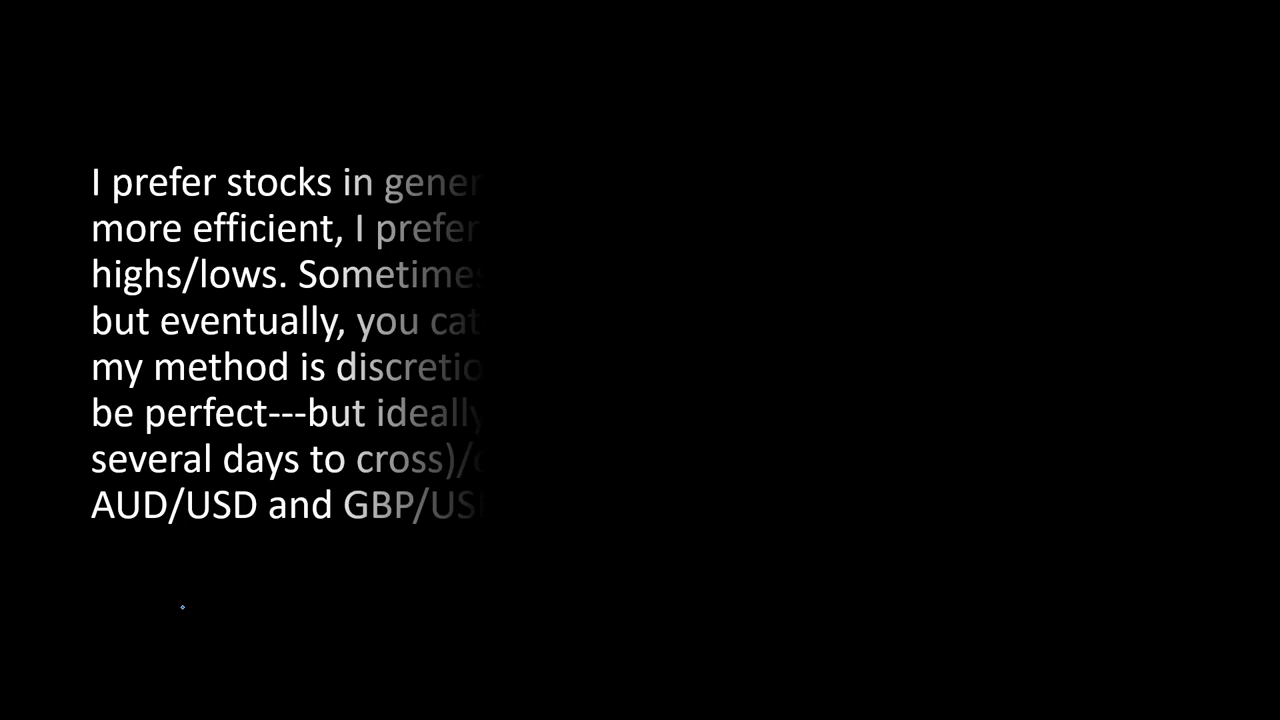 I prefer stocks in gener
more efficient, I prefer
highs/lows. Sometimes
but eventually, you cat
my method is discretio
be perfect---but ideally
several days to cross)/
AUD/USD and GBP/US